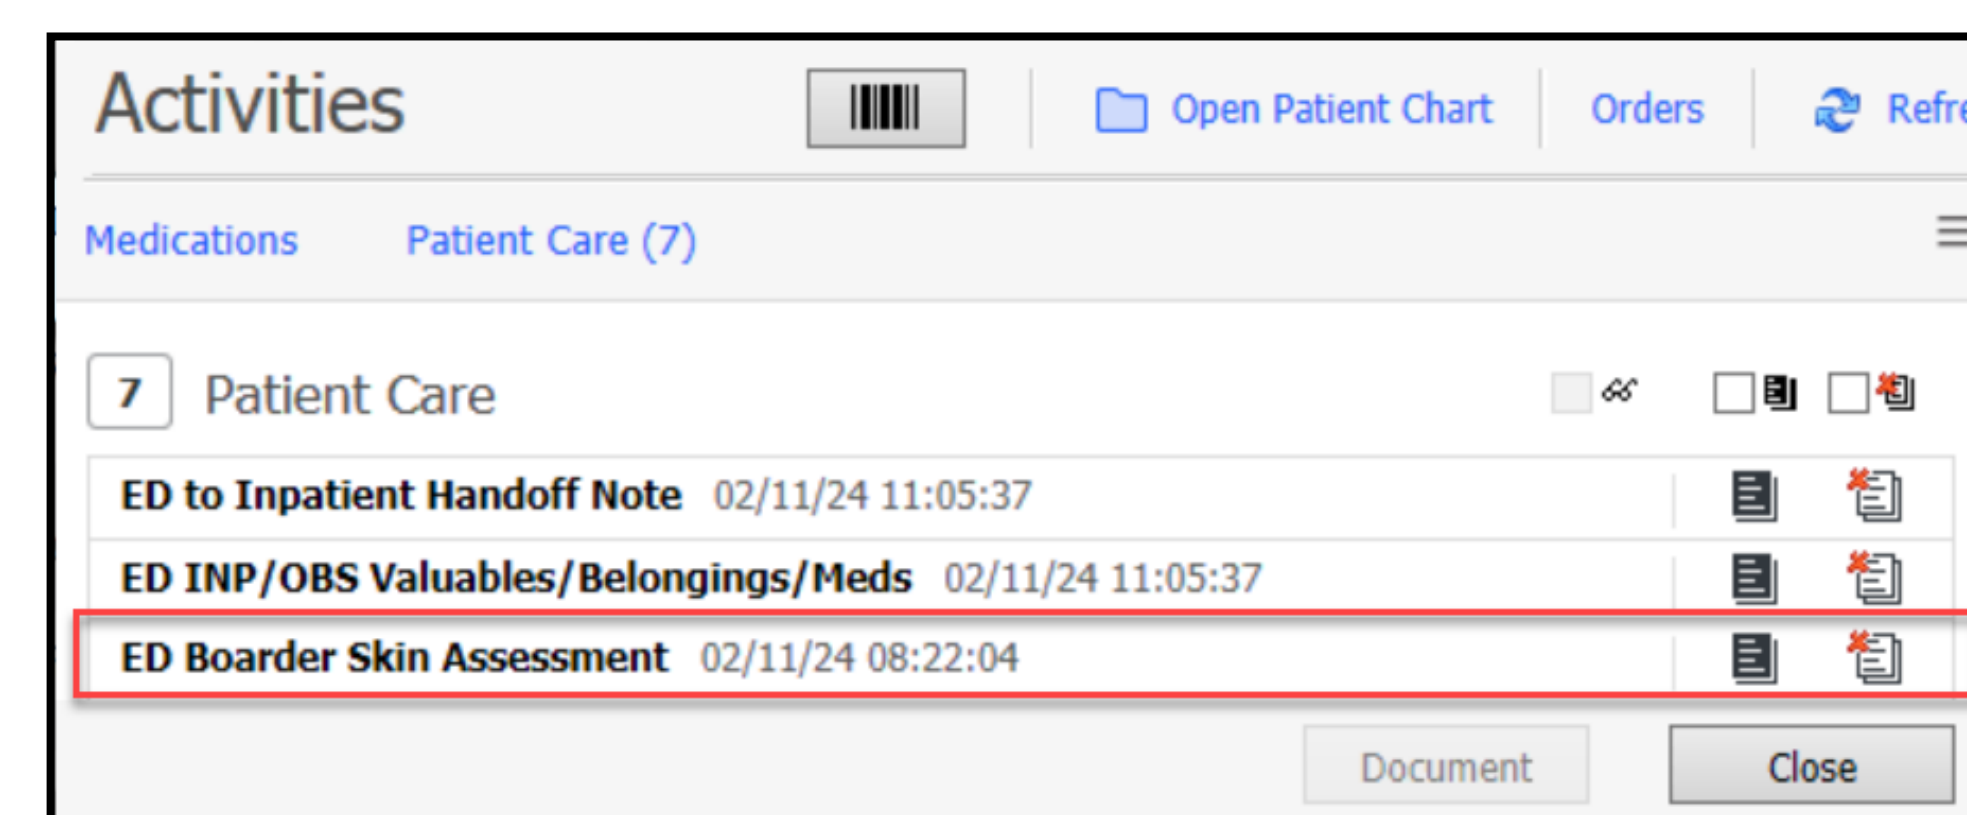 Activities Open Patient Chart Orders Refre
Medications Patient Care (7)
7 Patient Care
ED to Inpatient Handoff Note 02/11/24 11:05:37
ED INP/OBS Valuables/Belongings/Meds 02/11/24 11:05:37
ED Boarder Skin Assessment 02/11/24 08:22:04
Document Close